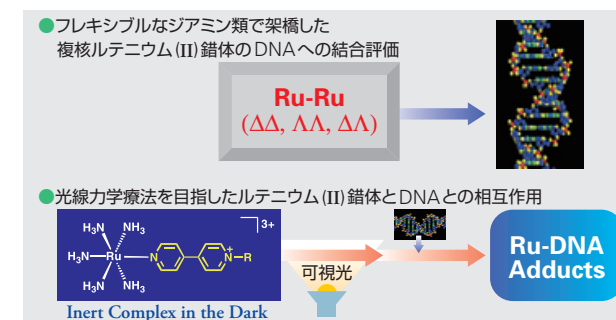 ●フレキシブルなジアミン類で架橋した
複核ルテニウム(II)錯体のDNAへの結合評価
Ru-Ru
(ΔΔ, ΛΛ, ΔΛ)
●光線力学療法を目指したルテニウム(II)錯体とDNAとの相互作用
3+
H₃N NH₃
H₃N Ru N N⁺ R
H₃N NH₃
可視光
Ru-DNA
Adducts
Inert Complex in the Dark